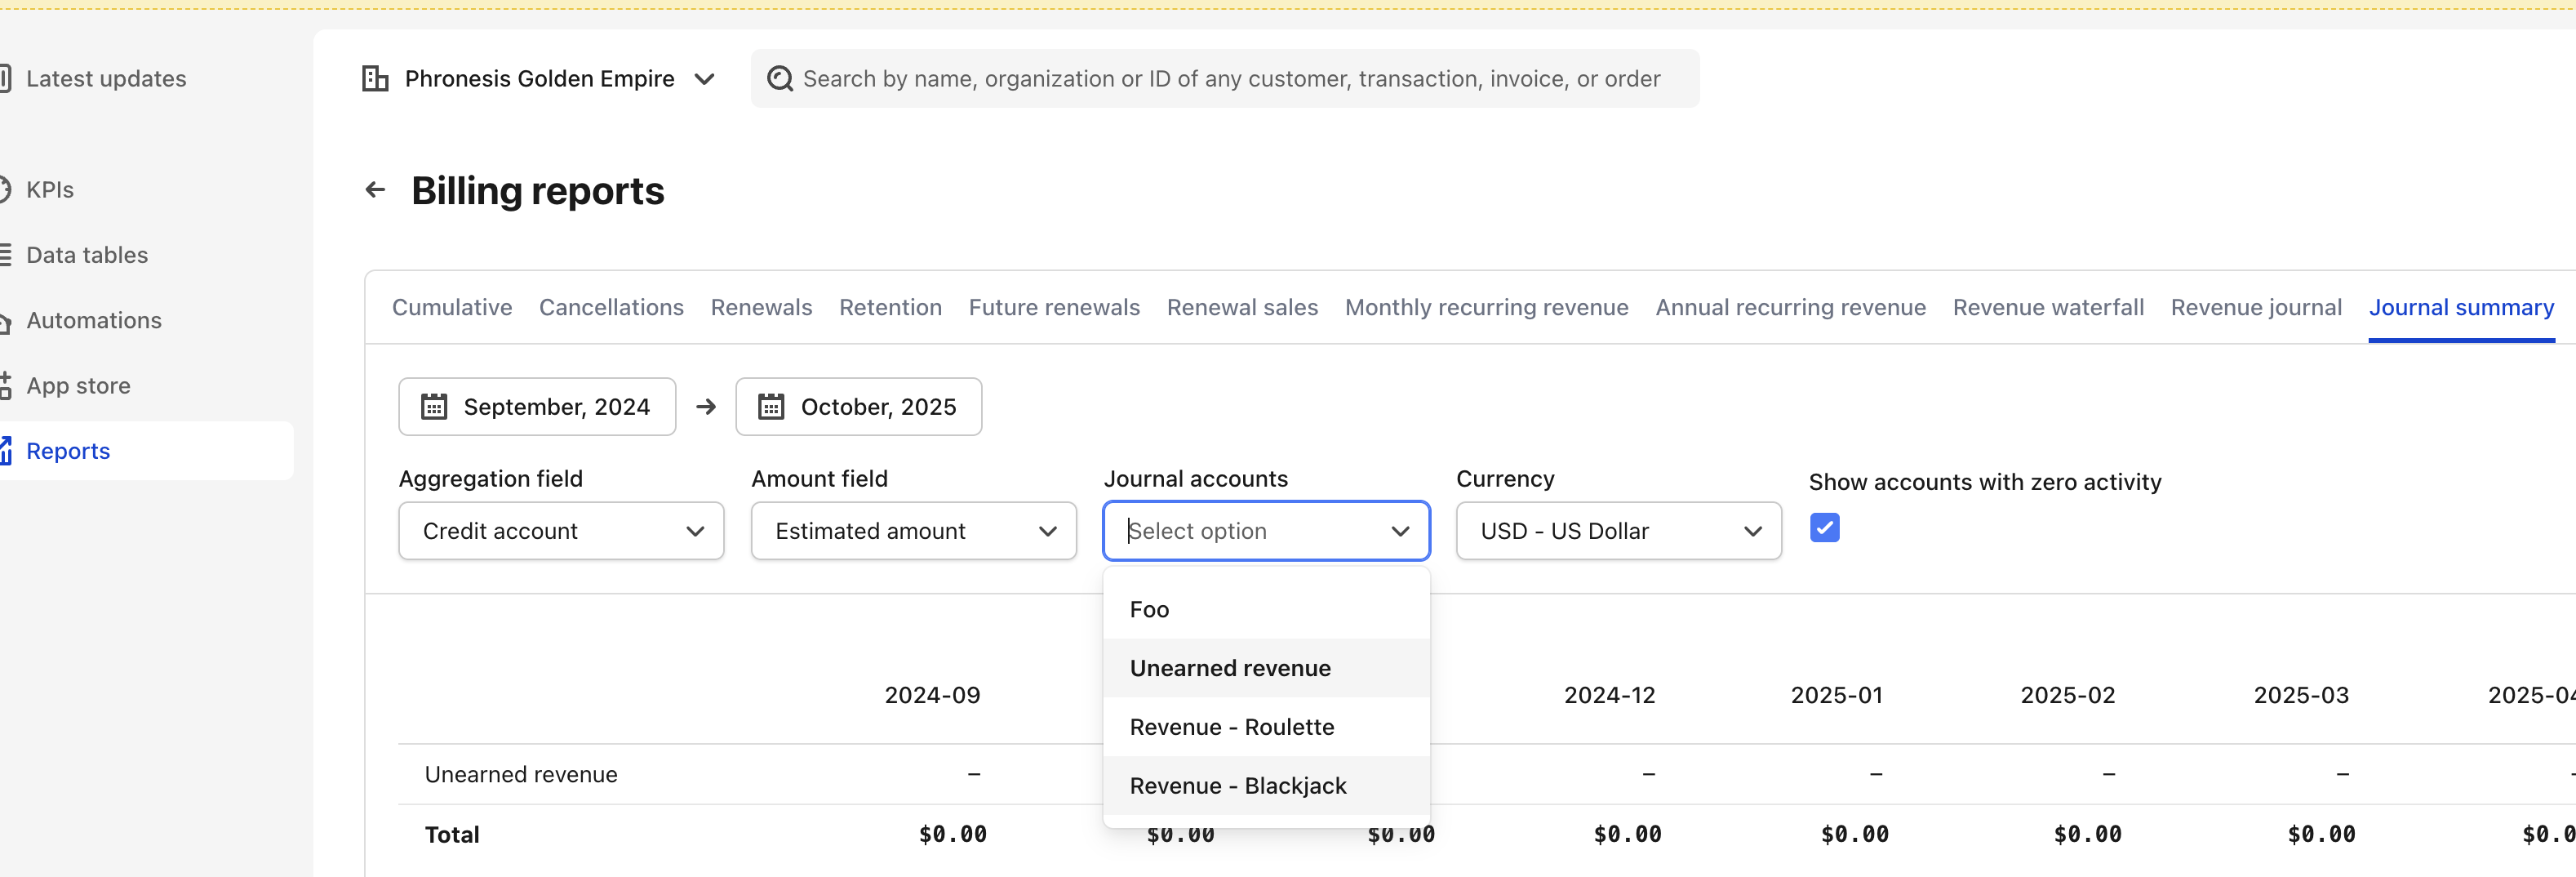 Latest updates
KPIs
Data tables
Automations
App store
Reports
Phronesis Golden Empire
Search by name, organization or ID of any customer, transaction, invoice, or order
Billing reports
Cumulative Cancellations Renewals Retention Future renewals Renewal sales Monthly recurring revenue Annual recurring revenue Revenue waterfall Revenue journal Journal summary
September, 2024 → October, 2025
Aggregation field Amount field Journal accounts Currency Show accounts with zero activity
Credit account Estimated amount Select option USD - US Dollar
Foo
Unearned revenue
Revenue - Roulette
Revenue - Blackjack
2024-09 2024-12 2025-01 2025-02 2025-03 2025-04
Unearned revenue – – – – –
Total $0.00 $0.00 $0.00 $0.00 $0.00 $0.00 $0.00 $0.0